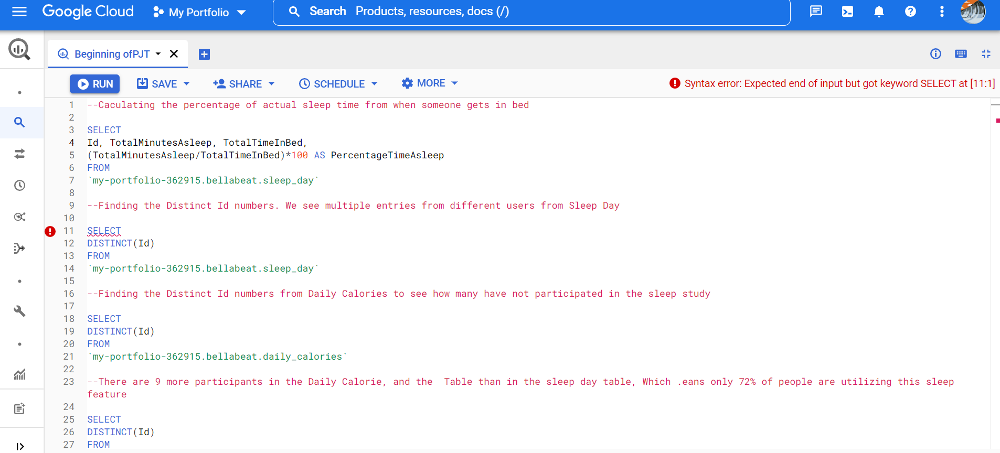 Google Cloud My Portfolio Search Products, resources, docs (/)
Beginning ofPJT
RUN SAVE SHARE SCHEDULE MORE Syntax error: Expected end of input but got keyword SELECT at [11:1]
1 --Caculating the percentage of actual sleep time from when someone gets in bed
2
3 SELECT
4 Id, TotalMinutesAsleep, TotalTimeInBed,
5 (TotalMinutesAsleep/TotalTimeInBed)*100 AS PercentageTimeAsleep
6 FROM
7 `my-portfolio-362915.bellabeat.sleep_day`
8
9 --Finding the Distinct Id numbers. We see multiple entries from different users from Sleep Day
10
11 SELECT
12 DISTINCT(Id)
13 FROM
14 `my-portfolio-362915.bellabeat.sleep_day`
15
16 --Finding the Distinct Id numbers from Daily Calories to see how many have not participated in the sleep study
17
18 SELECT
19 DISTINCT(Id)
20 FROM
21 `my-portfolio-362915.bellabeat.daily_calories`
22
23 --There are 9 more participants in the Daily Calorie, and the  Table than in the sleep day table, Which .eans only 72% of people are utilizing this sleep
feature
24
25 SELECT
26 DISTINCT(Id)
27 FROM